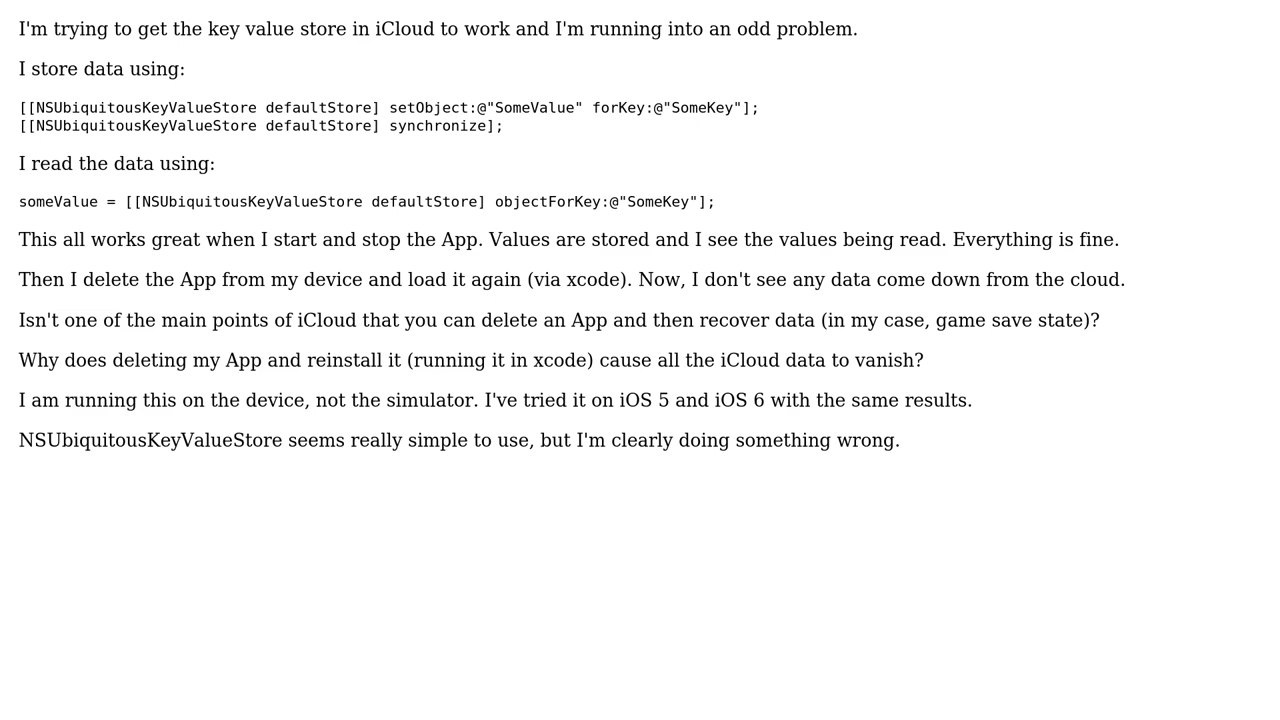 I'm trying to get the key value store in iCloud to work and I'm running into an odd problem.
I store data using:
[[NSUbiquitousKeyValueStore defaultStore] setObject:@"SomeValue" forKey:@"SomeKey"];
[[NSUbiquitousKeyValueStore defaultStore] synchronize];
I read the data using:
someValue = [[NSUbiquitousKeyValueStore defaultStore] objectForKey:@"SomeKey"];
This all works great when I start and stop the App. Values are stored and I see the values being read. Everything is fine.
Then I delete the App from my device and load it again (via xcode). Now, I don't see any data come down from the cloud.
Isn't one of the main points of iCloud that you can delete an App and then recover data (in my case, game save state)?
Why does deleting my App and reinstall it (running it in xcode) cause all the iCloud data to vanish?
I am running this on the device, not the simulator. I've tried it on iOS 5 and iOS 6 with the same results.
NSUbiquitousKeyValueStore seems really simple to use, but I'm clearly doing something wrong.